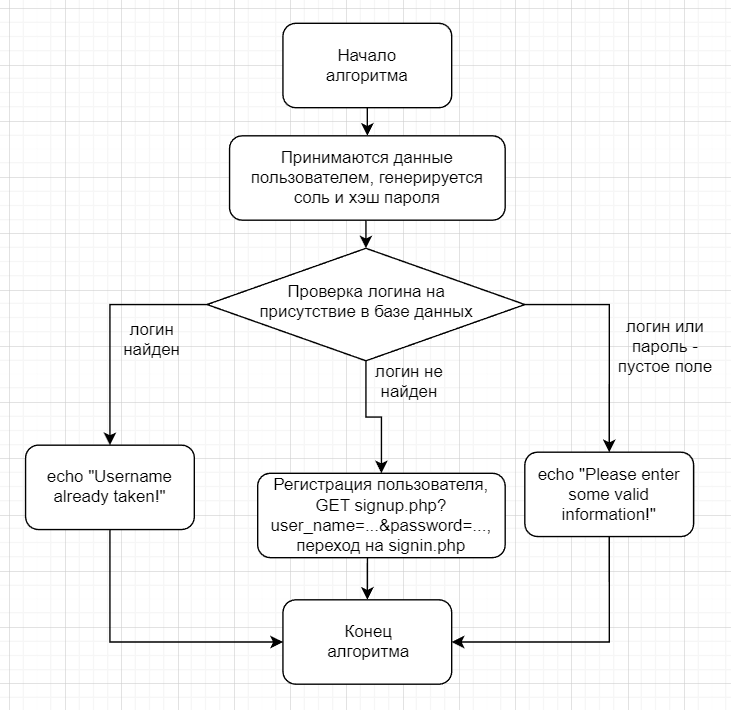 Начало
алгоритма
Принимаются данные
пользователем, генерируется
соль и хэш пароля
Проверка логина на
присутствие в базе данных
логин
найден
логин не
найден
логин или
пароль -
пустое поле
echo "Username
already taken!"
Регистрация пользователя,
GET signup.php?
user_name=...&password=...,
переход на signin.php
echo "Please enter
some valid
information!"
Конец
алгоритма